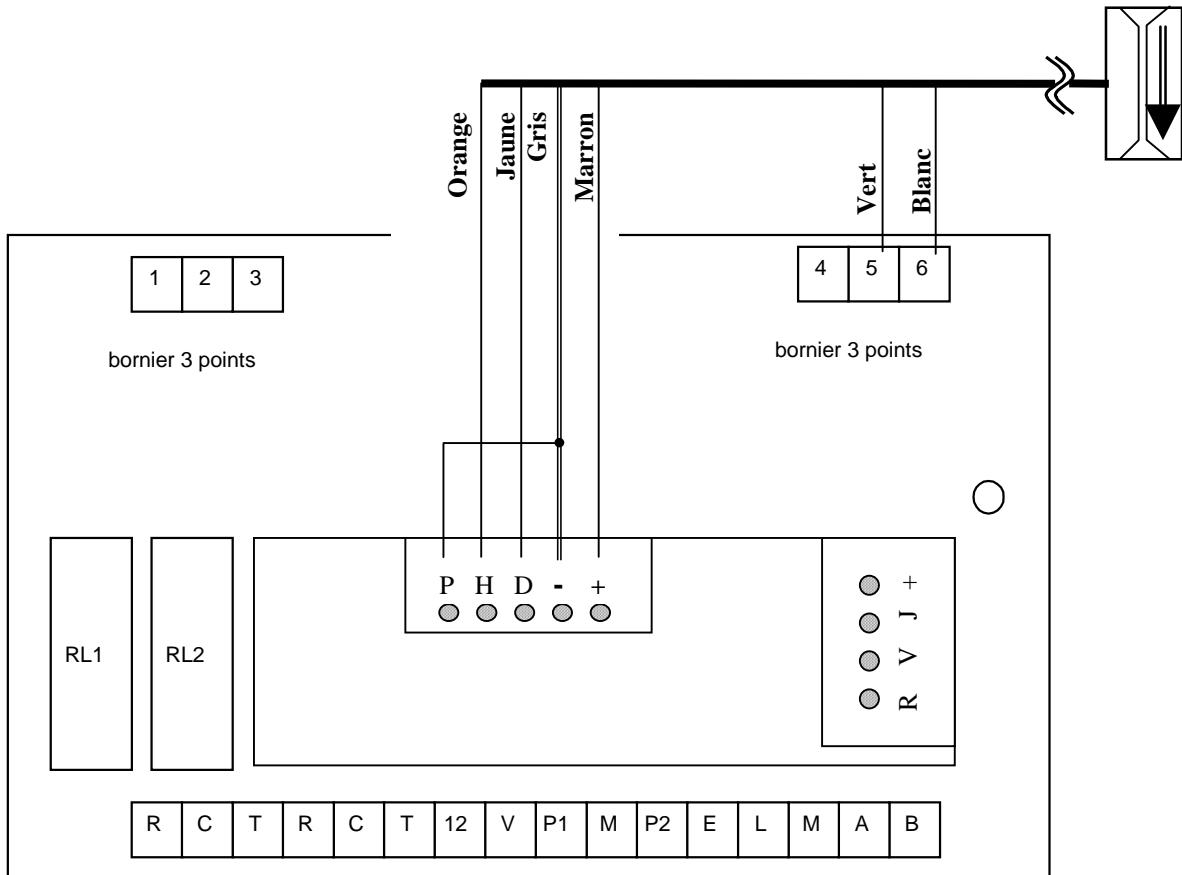 Orange Jaune Gris Marron Vert Blanc
1 2 3
4 5 6
bornier 3 points
bornier 3 points
P H D - +
+
J
V
R
RL1 RL2
R C T R C T 12 V P1 M P2 E L M A B